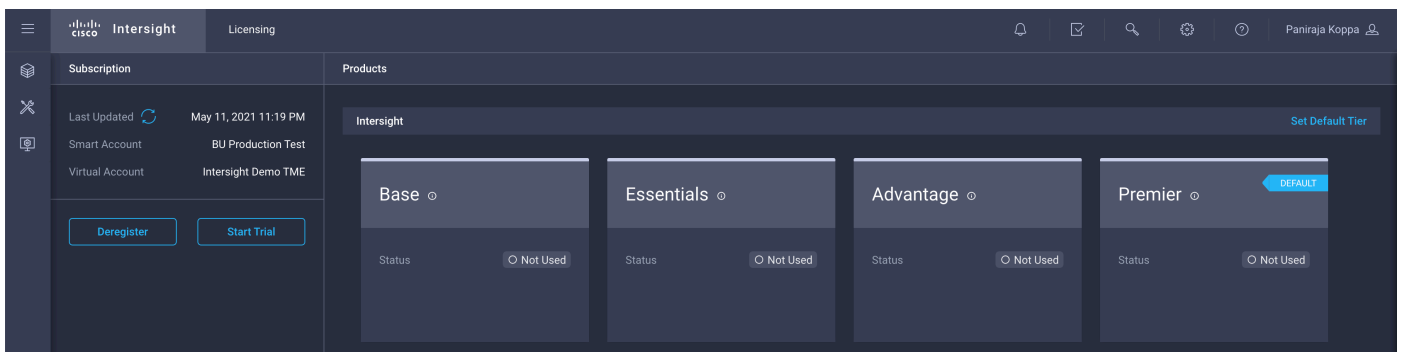 CISCO Intersight Licensing Paniraja Koppa
Subscription
Last Updated May 11, 2021 11:19 PM
Smart Account BU Production Test
Virtual Account Intersight Demo TME
Deregister Start Trial
Products
Intersight Set Default Tier
Base Essentials Advantage Premier DEFAULT
Status Not Used Status Not Used Status Not Used Status Not Used